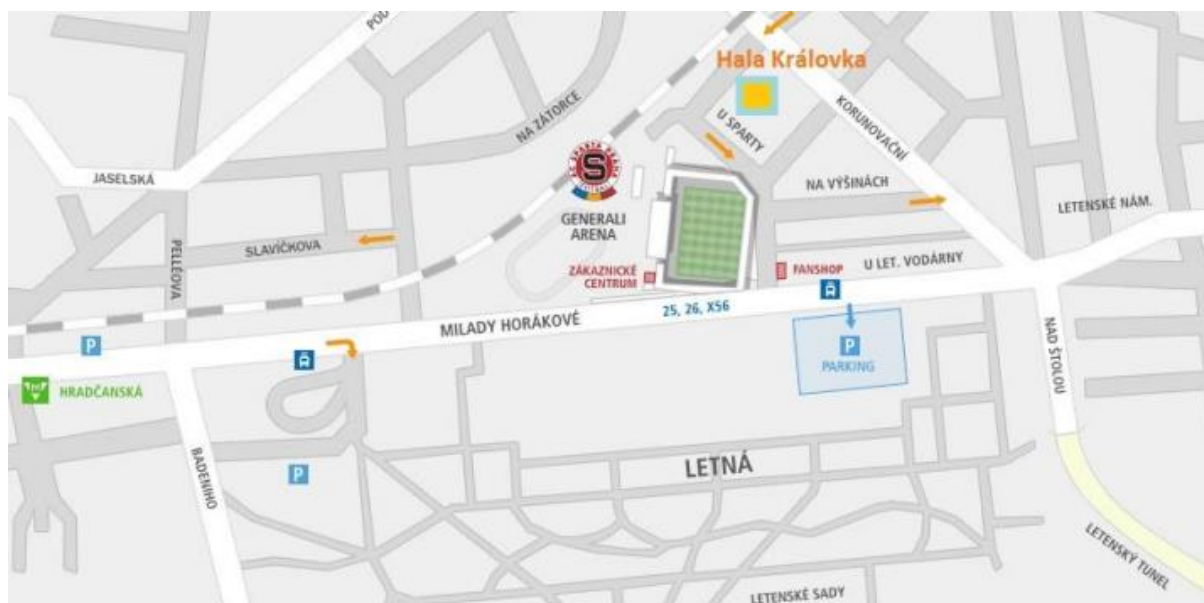 POD
Hala Královka
NA ZÁTORCE
U SPARTY
KORUNOVAČNÍ
JASELSKÁ
S
GENERALI
ARENA
NA VÝŠINÁCH
LETENSKÉ NÁM.
PELLÉOVA
SLAVÍČKOVA
ZÁKAZNICKÉ
CENTRUM
FANSHOP
U LET. VODÁRNY
25, 26, X56
MILADY HORÁKOVÉ
P
P
PARKING
NAD ŠTOLOU
HRADČANSKÁ
BADENIHO
P
LETNÁ
LETENSKÝ TUNEL
LETENSKÉ SADY